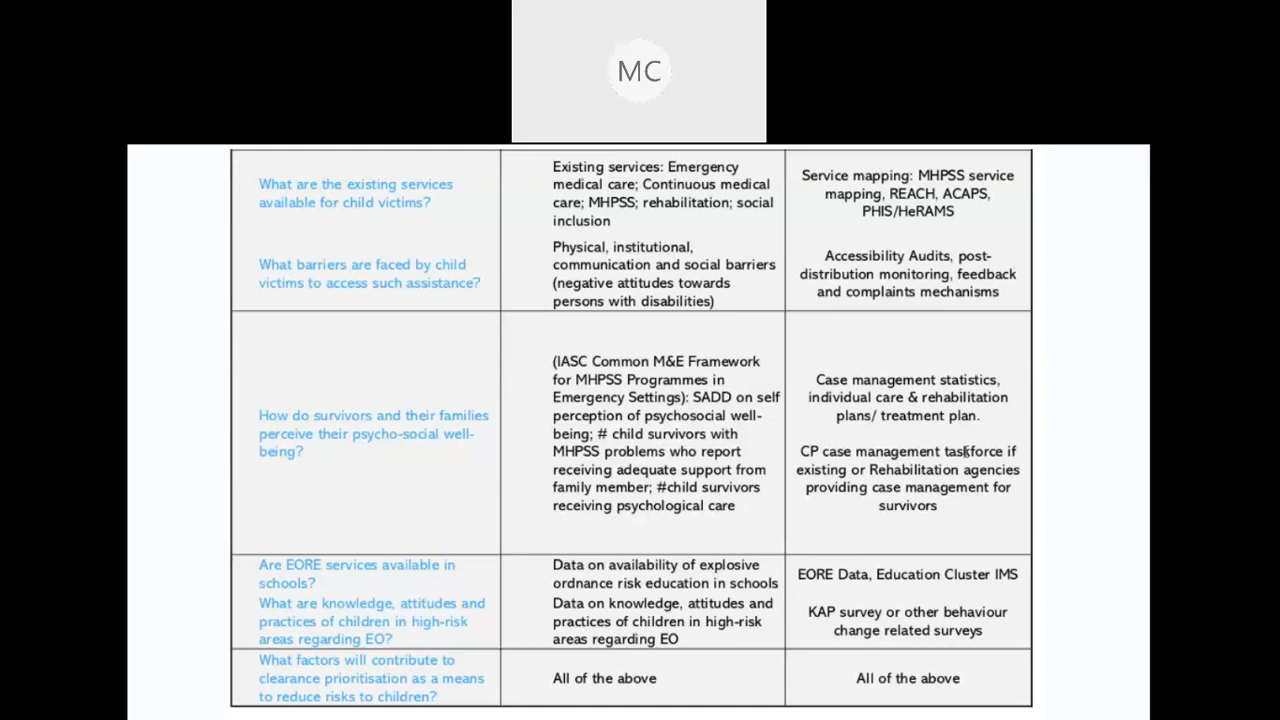 MC
What are the existing services
available for child victims?
Existing services: Emergency
medical care; Continuous medical
care; MHPSS; rehabilitation; social
inclusion
Service mapping: MHPSS service
mapping, REACH, ACAPS,
PHIS/HeRAMS
What barriers are faced by child
victims to access such assistance?
Physical, institutional,
communication and social barriers
(negative attitudes towards
persons with disabilities)
Accessibility Audits, post-
distribution monitoring, feedback
and complaints mechanisms
How do survivors and their families
perceive their psycho-social well-
being?
(IASC Common M&E Framework
for MHPSS Programmes in
Emergency Settings): SADD on self
perception of psychosocial well-
being; # child survivors with
MHPSS problems who report
receiving adequate support from
family member; #child survivors
receiving psychological care
Case management statistics,
individual care & rehabilitation
plans/ treatment plan.
CP case management taskforce if
existing or Rehabilitation agencies
providing case management for
survivors
Are EORE services available in
schools?
Data on availability of explosive
ordnance risk education in schools
EORE Data, Education Cluster IMS
What are knowledge, attitudes and
practices of children in high-risk
areas regarding EO?
Data on knowledge, attitudes and
practices of children in high-risk
areas regarding EO
KAP survey or other behaviour
change related surveys
What factors will contribute to
clearance prioritisation as a means
to reduce risks to children?
All of the above
All of the above